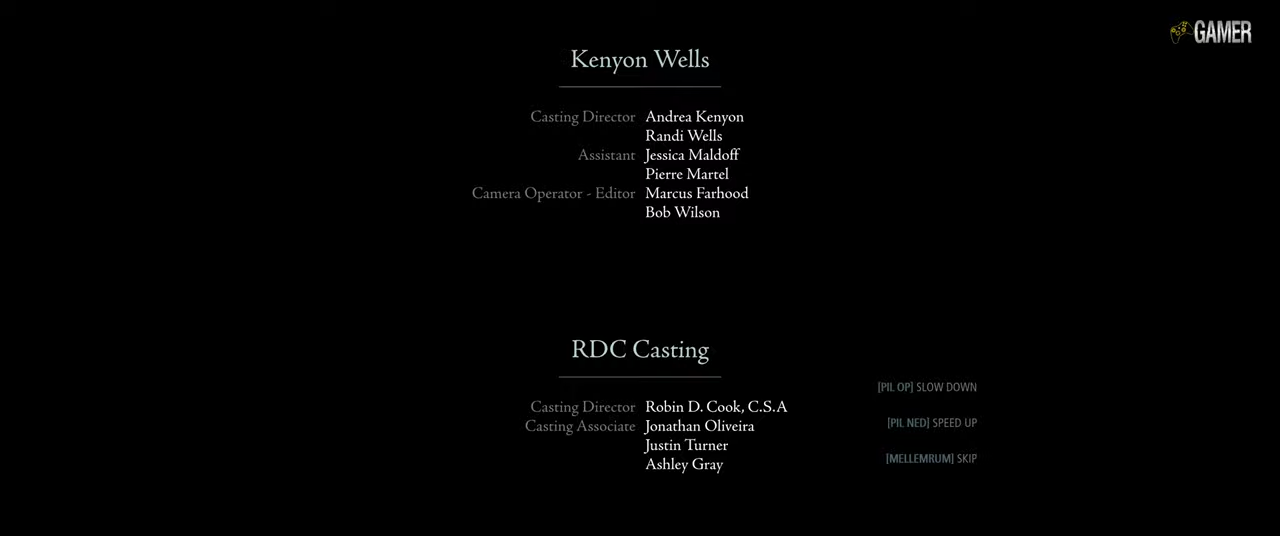 GAMER
Kenyon Wells
Casting Director Andrea Kenyon
Randi Wells
Assistant Jessica Maldoff
Pierre Martel
Camera Operator - Editor Marcus Farhood
Bob Wilson
RDC Casting
Casting Director Robin D. Cook, C.S.A
Casting Associate Jonathan Oliveira
Justin Turner
Ashley Gray
[PIL OP] SLOW DOWN
[PIL NED] SPEED UP
[MELLEMRUM] SKIP